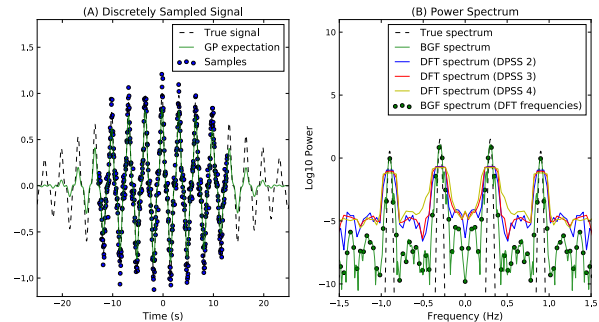 (A) Discretely Sampled Signal
True signal
GP expectation
Samples
1,5
1,0
0,5
0,0
−0,5
−1,0
−20
−10
0
10
20
Time (s)
(B) Power Spectrum
True spectrum
BGF spectrum
DFT spectrum (DPSS 2)
DFT spectrum (DPSS 3)
DFT spectrum (DPSS 4)
BGF spectrum (DFT frequencies)
Log10 Power
0
−5
−10
−1,5
−1,0
−0,5
0,0
0,5
1,0
1,5
Frequency (Hz)